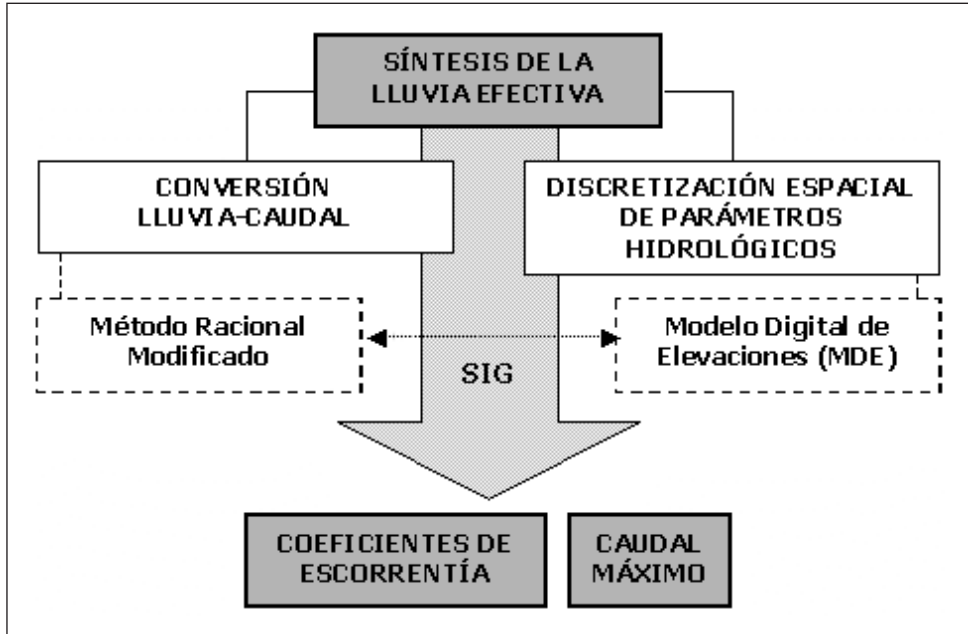 SÍNTESIS DE LA
LLUVIA EFECTIVA
CONVERSIÓN
LLUVIA-CAUDAL
DISCRETIZACIÓN ESPACIAL
DE PARÁMETROS
HIDROLÓGICOS
Método Racional
Modificado
Modelo Digital de
Elevaciones (MDE)
SIG
COEFICIENTES DE
ESCORRENTÍA
CAUDAL
MÁXIMO